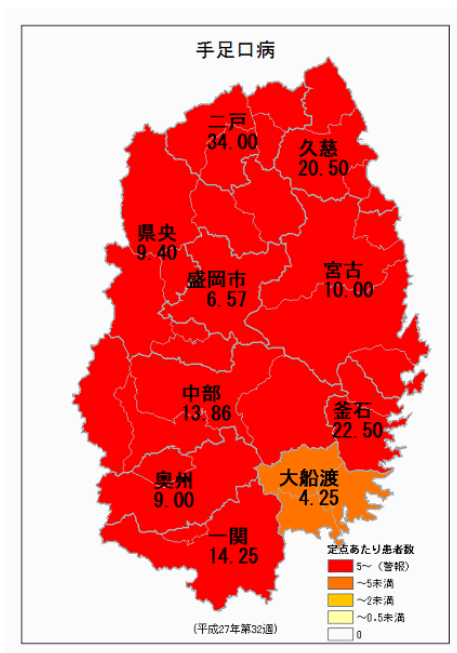 手足口病
二戸
34.00
久慈
20.50
県央
9.40
盛岡市
6.57
宮古
10.00
中部
13.86
釜石
22.50
奥州
9.00
大船渡
4.25
一関
14.25
定点あたり患者数
5～（警報）
～5未満
～2未満
～0.5未満
0
(平成27年第32週)